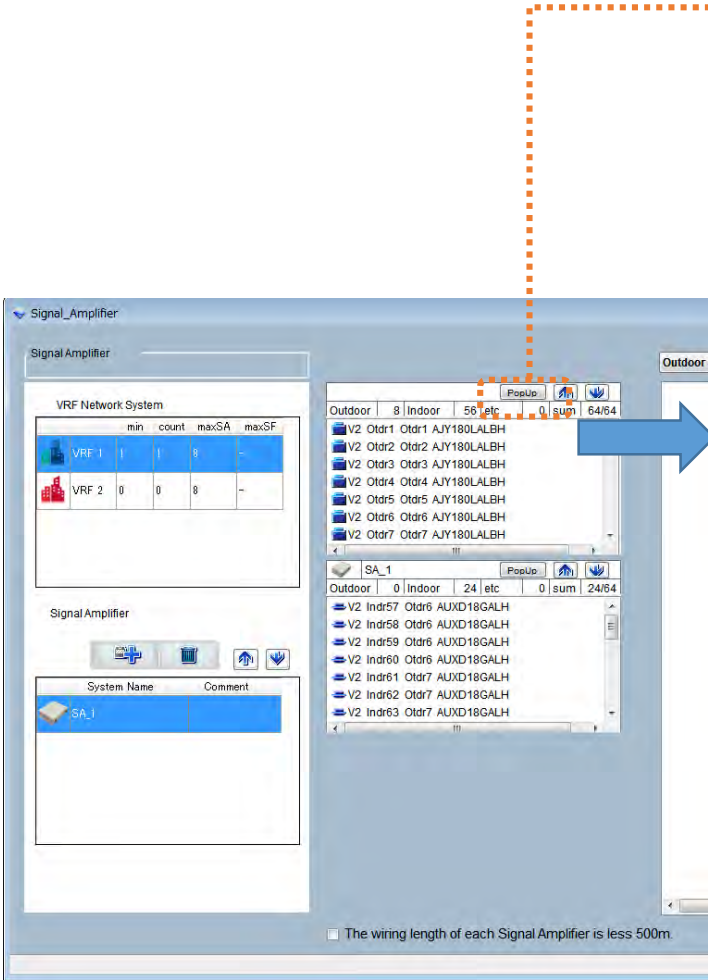 Signal_Amplifier
Signal Amplifier
VRF Network System
min count maxSA maxSF
VRF 1 1 1 8 -
VRF 2 0 0 8 -
Signal Amplifier
System Name Comment
SA_1
PopUp
Outdoor 8 Indoor 56 etc 0 sum 64/64
V2 Otdr1 Otdr1 AJY180LALBH
V2 Otdr2 Otdr2 AJY180LALBH
V2 Otdr3 Otdr3 AJY180LALBH
V2 Otdr4 Otdr4 AJY180LALBH
V2 Otdr5 Otdr5 AJY180LALBH
V2 Otdr6 Otdr6 AJY180LALBH
V2 Otdr7 Otdr7 AJY180LALBH
SA_1 PopUp
Outdoor 0 Indoor 24 etc 0 sum 24/64
V2 Indr57 Otdr6 AUXD18GALH
V2 Indr58 Otdr6 AUXD18GALH
V2 Indr59 Otdr6 AUXD18GALH
V2 Indr60 Otdr6 AUXD18GALH
V2 Indr61 Otdr7 AUXD18GALH
V2 Indr62 Otdr7 AUXD18GALH
V2 Indr63 Otdr7 AUXD18GALH
Outdoor
The wiring length of each Signal Amplifier is less 500m.